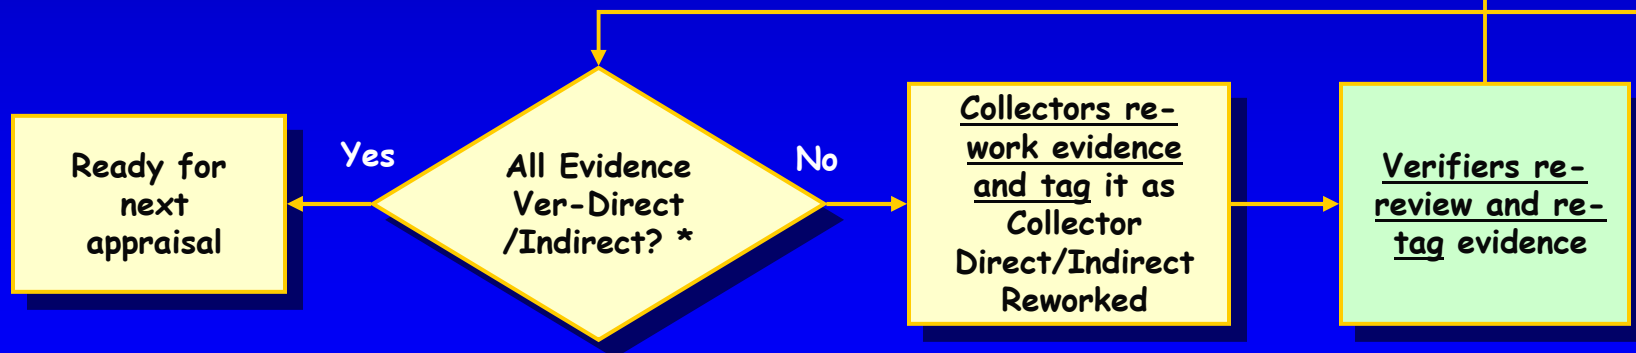 Ready for
next
appraisal
Yes
All Evidence
Ver-Direct
/Indirect? *
No
Collectors re-
work evidence
and tag it as
Collector
Direct/Indirect
Reworked
Verifiers re-
review and re-
tag evidence